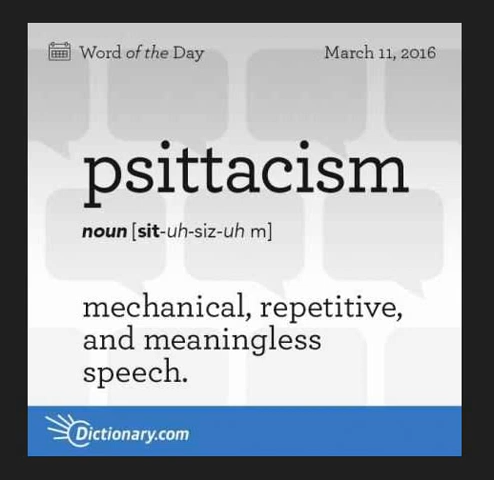 Word of the Day
March 11, 2016
psittacism
noun [sit-uh-siz-uh m]
mechanical, repetitive,
and meaningless
speech.
Dictionary.com